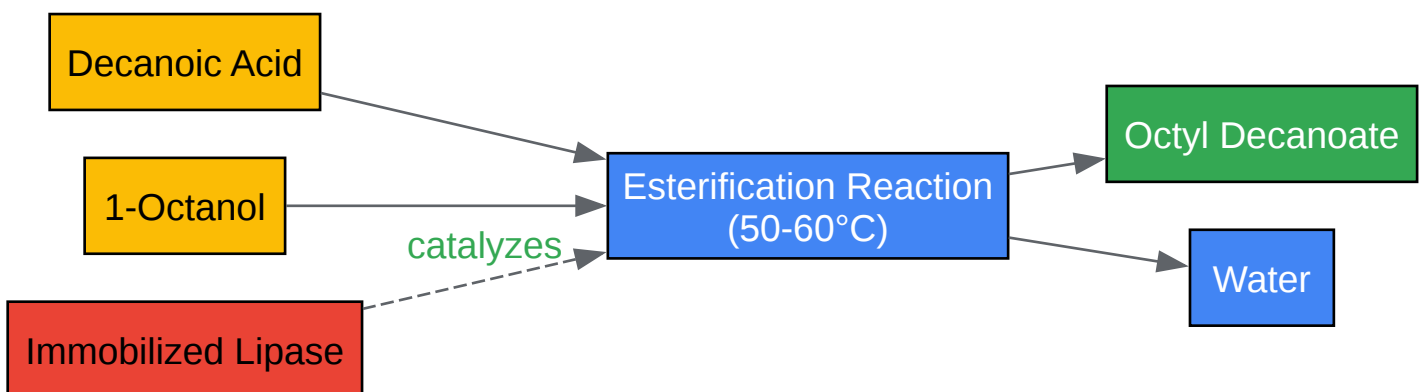 Decanoic Acid
1-Octanol
catalyzes
Immobilized Lipase
Esterification Reaction
(50-60°C)
Octyl Decanoate
Water